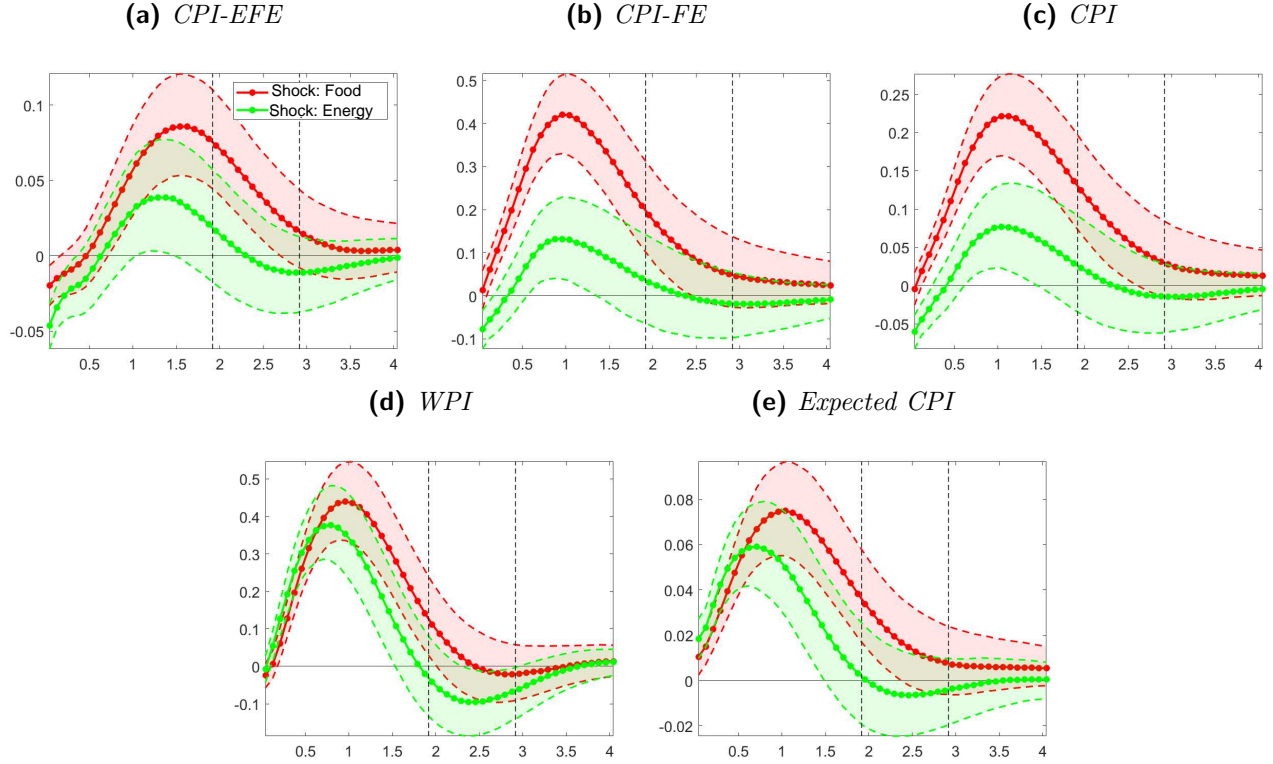 (a) CPI-EFE
(b) CPI-FE
(c) CPI
0.1
0.05
0
-0.05
0.5 1 1.5 2 2.5 3 3.5 4
Shock: Food
Shock: Energy
0.5
0.4
0.3
0.2
0.1
0
-0.1
0.5 1 1.5 2 2.5 3 3.5 4
0.25
0.2
0.15
0.1
0.05
0
-0.05
0.5 1 1.5 2 2.5 3 3.5 4
(d) WPI
(e) Expected CPI
0.5
0.4
0.3
0.2
0.1
0
-0.1
0.5 1 1.5 2 2.5 3 3.5 4
0.08
0.06
0.04
0.02
0
-0.02
0.5 1 1.5 2 2.5 3 3.5 4